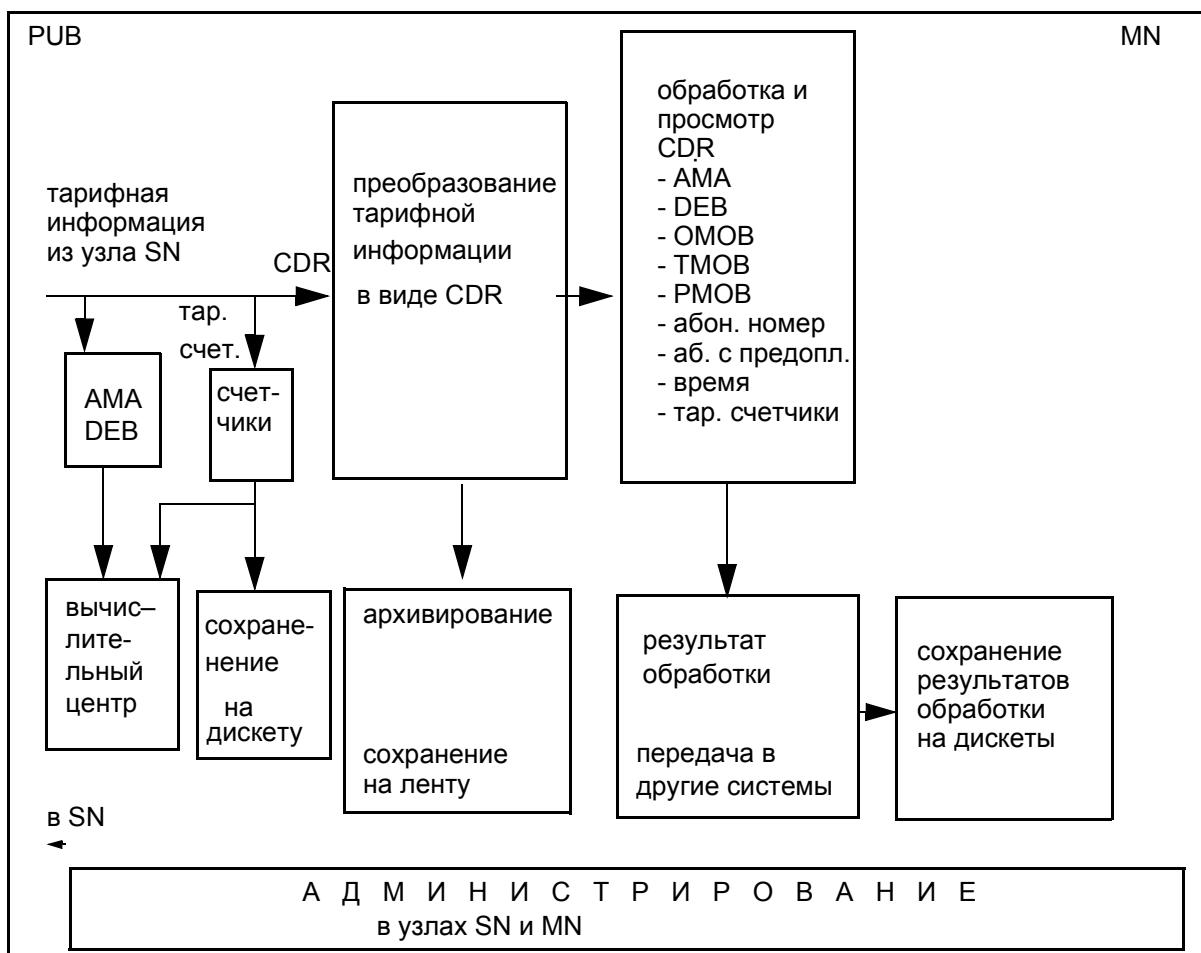 PUB
MN
тарифная
информация
из узла SN
CDR
тар.
счет.
AMA
DEB
счет-
чики
преобразование
тарифной
информации
в виде CDR
обработка и
просмотр
CDR
- AMA
- DEB
- OMOB
- TMOB
- PMOB
- абон. номер
- аб. с предопл.
- время
- тар. счетчики
вычис–
лите-
льный
центр
сохране-
нение
на
дискету
архивирование
сохранение
на ленту
результат
обработки
передача в
другие системы
сохранение
результатов
обработки
на дискеты
в SN
А Д М И Н И С Т Р И Р О В А Н И Е
в узлах SN и MN